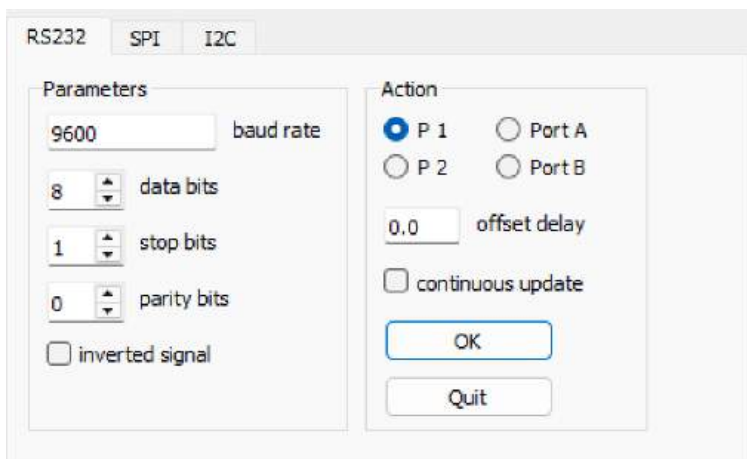 RS232 SPI I2C
Parameters
9600 baud rate
8 data bits
1 stop bits
0 parity bits
inverted signal
Action
P 1 Port A
P 2 Port B
0.0 offset delay
continuous update
OK
Quit